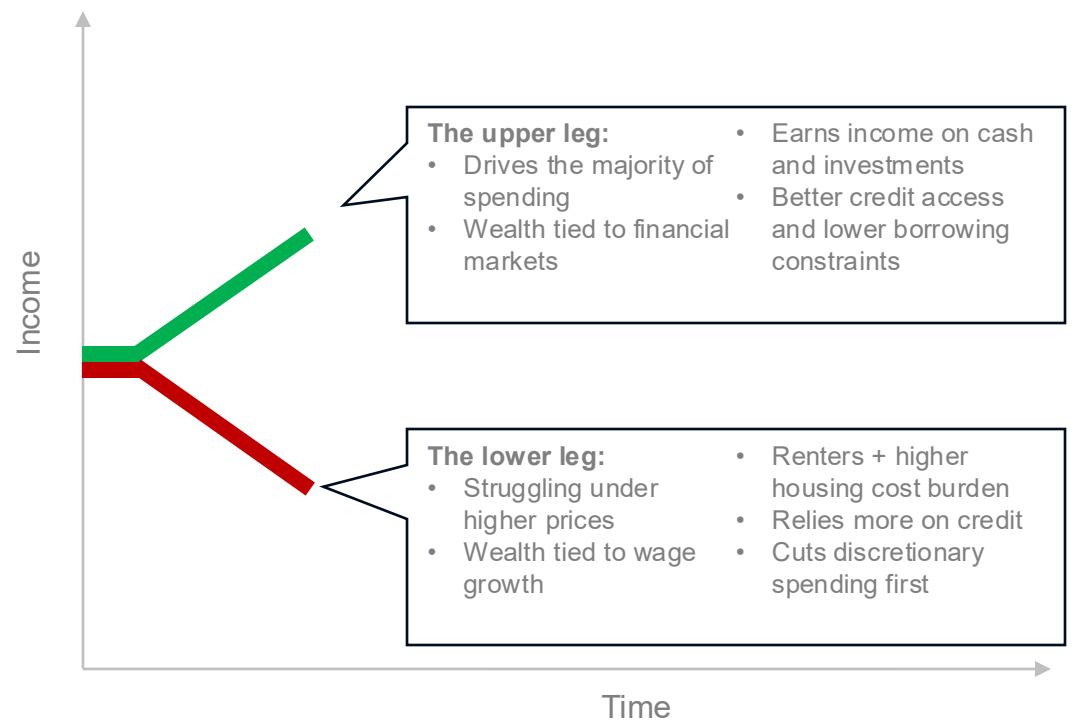 The upper leg:
• Drives the majority of
spending
• Wealth tied to financial
markets
• Earns income on cash
and investments
• Better credit access
and lower borrowing
constraints
Income
The lower leg:
• Struggling under
higher prices
• Wealth tied to wage
growth
• Renters + higher
housing cost burden
• Relies more on credit
• Cuts discretionary
spending first
Time